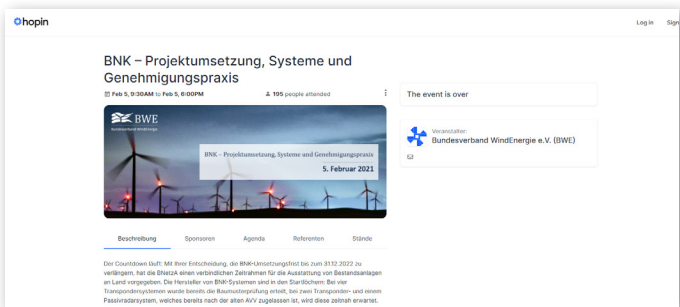 hopin
Log in
Sign
BNK – Projektumsetzung, Systeme und
Genehmigungspraxis
Feb 5, 9:30AM to Feb 5, 6:00PM
195 people attended
The event is over
BWE
Bundesverband WindEnergie
BNK – Projektumsetzung, Systeme und Genehmigungspraxis
5. Februar 2021
Veranstalter:
Bundesverband WindEnergie e.V. (BWE)
Beschreibung Sponsoren Agenda Referenten Stände
Der Countdown läuft: Mit ihrer Entscheidung, die BNK-Umsetzungsfrist bis zum 31.12.2022 zu
verlängern, hat die BNetzA einen verbindlichen Zeitrahmen für die Ausstattung von Bestandsanlagen
an Land vorgegeben. Die Hersteller von BNK-Systemen sind in den Startlöchern: Bei vier
Transpondersystemen wurde bereits die Baumusterprüfung erteilt, bei zwei Transponder- und einem
Passivradarsystem, welches bereits nach der alten AVV zugelassen ist, wird diese zeitnah erwartet.